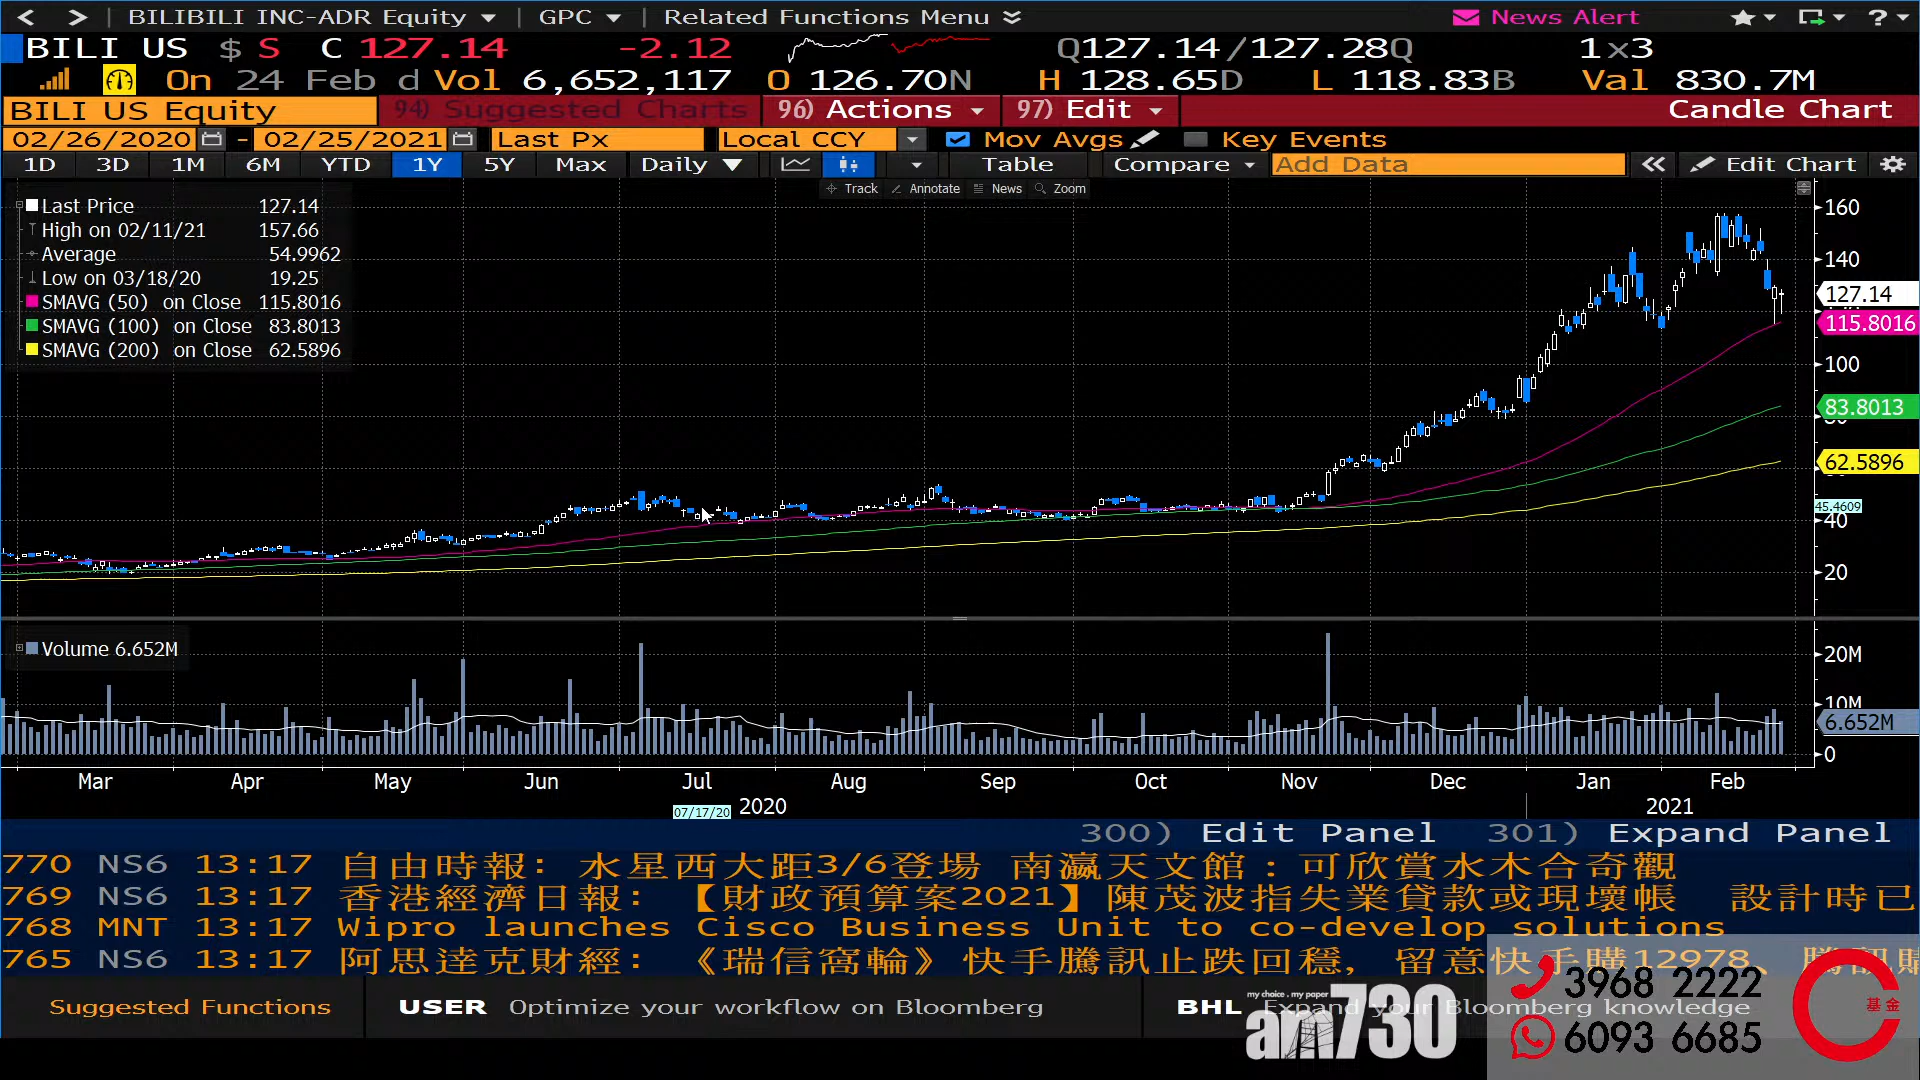 BILIBILI INC-ADR Equity GPC Related Functions Menu News Alert ?
BILI US $ S C 127.14 -2.12 Q127.14/127.28Q 1x3
On 24 Feb d Vol 6,652,117 O 126.70N H 128.65D L 118.83B Val 830.7M
BILI US Equity 94) Suggested Charts 96) Actions 97) Edit Candle Chart
02/26/2020 - 02/25/2021 Last Px Local CCY Mov Avgs Key Events
1D 3D 1M 6M YTD 1Y 5Y Max Daily Table Compare Add Data Edit Chart
Track Annotate News Zoom
Last Price 127.14
High on 02/11/21 157.66
Average 54.9962
Low on 03/18/20 19.25
SMAVG (50) on Close 115.8016
SMAVG (100) on Close 83.8013
SMAVG (200) on Close 62.5896
160
140
127.14
115.8016
100
83.8013
62.5896
45.4609
40
20
Volume 6.652M
20M
10M
6.652M
0
Mar Apr May Jun Jul Aug Sep Oct Nov Dec Jan Feb
07/17/20 2020 2021
300) Edit Panel 301) Expand Panel
770 NS6 13:17 自由時報: 水星西大距3/6登場 南瀛天文館:可欣賞水木合奇觀
769 NS6 13:17 香港經濟日報: 【財政預算案2021】陳茂波指失業貸款或現壞帳 設計時已
768 MNT 13:17 Wipro launches Cisco Business Unit to co-develop solutions
765 NS6 13:17 阿思達克財經: 《瑞信窩輪》快手騰訊止跌回穩, 留意快手購12978、騰訊購
Suggested Functions USER Optimize your workflow on Bloomberg BHL Expand your Bloomberg knowledge
my choice . my paper
am730
3968 2222
6093 6685
基金